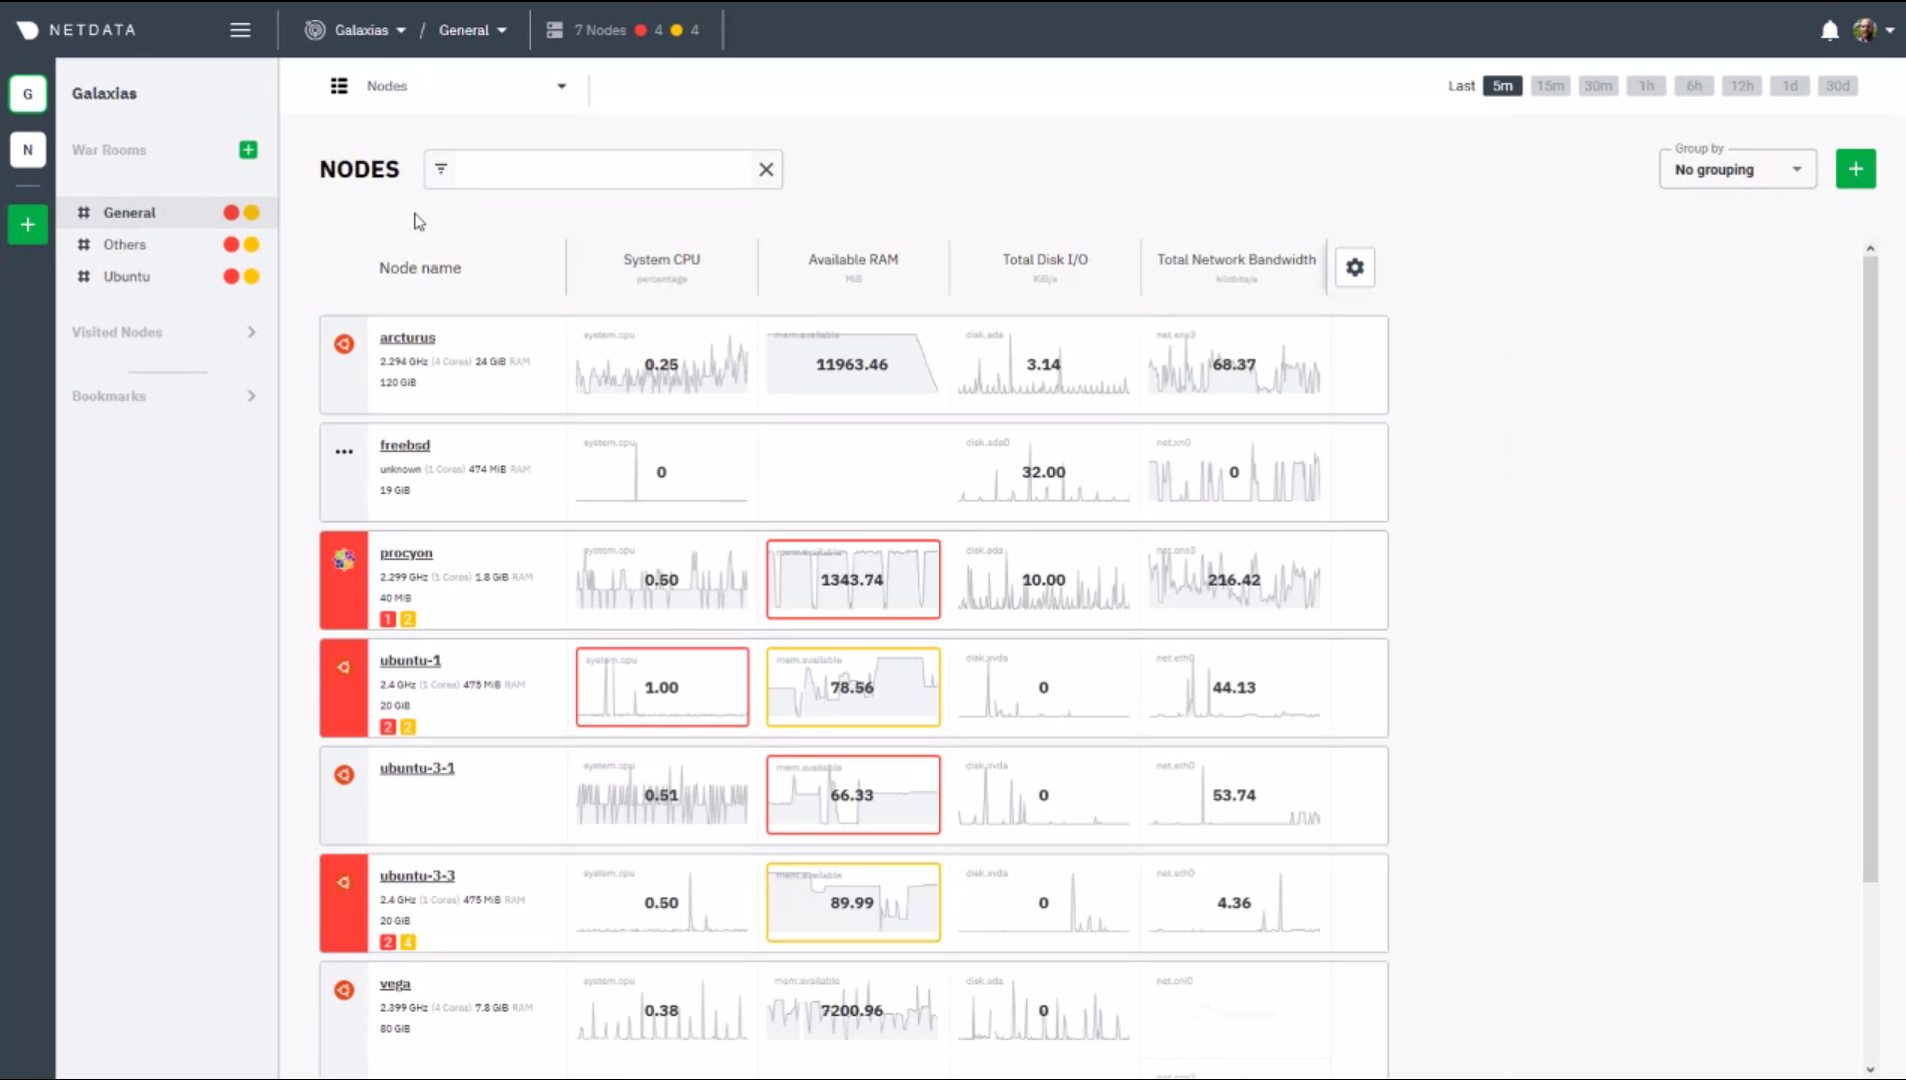 NETDATA
Galaxias
/
General
7 Nodes 4 4
G
Galaxias
Nodes
Last 5m 15m 30m 1h 6h 12h 1d 30d
N
War Rooms
NODES
Group by
No grouping
General
Others
Ubuntu
Visited Nodes
Bookmarks
Node name
System CPU
percentage
Available RAM
MiB
Total Disk I/O
KiB/s
Total Network Bandwidth
kilobits/s
arcturus
2.294 GHz (4 Cores) 24 GiB RAM
120 GiB
system.cpu
0.25
mem.available
11963.46
disk.sda
3.14
net.ens3
68.37
freebsd
unknown (1 Cores) 474 MiB RAM
19 GiB
system.cpu
0
disk.ada0
32.00
net.xn0
0
procyon
2.299 GHz (1 Cores) 1.8 GiB RAM
40 MiB
1 2
system.cpu
0.50
mem.available
1343.74
disk.sda
10.00
net.ens3
216.42
ubuntu-1
2.4 GHz (1 Cores) 475 MiB RAM
20 GiB
2 2
system.cpu
1.00
mem.available
78.56
disk.xvda
0
net.eth0
44.13
ubuntu-3-1
system.cpu
0.51
mem.available
66.33
disk.xvda
0
net.eth0
53.74
ubuntu-3-3
2.4 GHz (1 Cores) 475 MiB RAM
20 GiB
2 4
system.cpu
0.50
mem.available
89.99
disk.xvda
0
net.eth0
4.36
vega
2.399 GHz (4 Cores) 7.8 GiB RAM
80 GiB
system.cpu
0.38
mem.available
7200.96
disk.sda
0
net.cni0